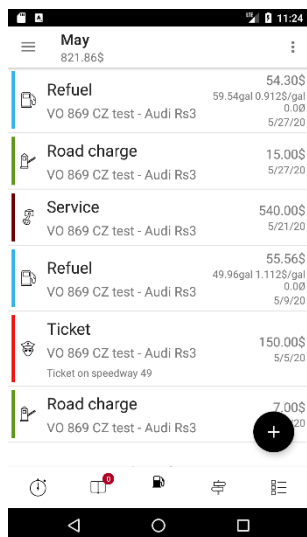 11:24
May
821.86$
Refuel
54.30$
VO 869 CZ test - Audi Rs3
59.54gal 0.912$/gal
0.0Ø
5/27/20
Road charge
15.00$
VO 869 CZ test - Audi Rs3
5/27/20
Service
540.00$
VO 869 CZ test - Audi Rs3
5/21/20
Refuel
55.56$
VO 869 CZ test - Audi Rs3
49.96gal 1.112$/gal
0.0Ø
5/9/20
Ticket
150.00$
VO 869 CZ test - Audi Rs3
5/5/20
Ticket on speedway 49
Road charge
7.00$
VO 869 CZ test - Audi Rs3
20
0